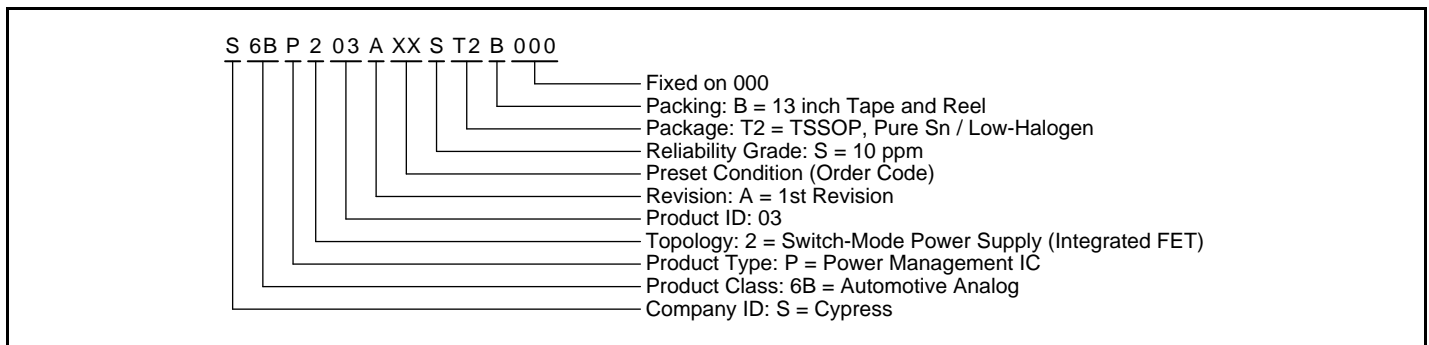 S 6B P 2 03 A XX S T2 B 000
Fixed on 000
Packing: B = 13 inch Tape and Reel
Package: T2 = TSSOP, Pure Sn / Low-Halogen
Reliability Grade: S = 10 ppm
Preset Condition (Order Code)
Revision: A = 1st Revision
Product ID: 03
Topology: 2 = Switch-Mode Power Supply (Integrated FET)
Product Type: P = Power Management IC
Product Class: 6B = Automotive Analog
Company ID: S = Cypress